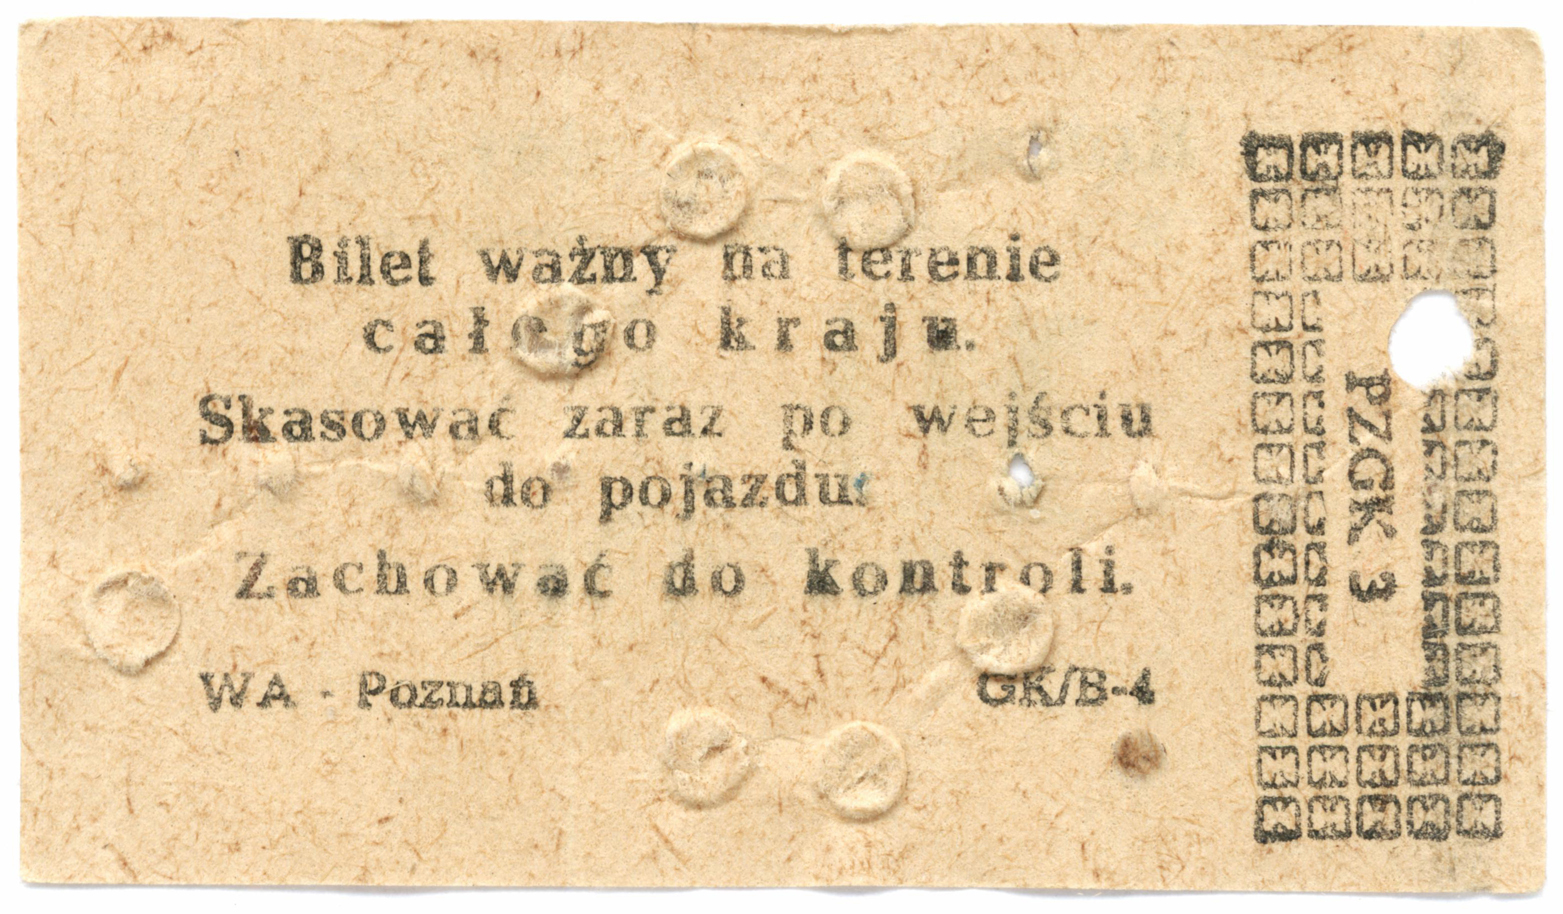 Bilet ważny na terenie
całego kraju.
Skasować zaraz po wejściu
do pojazdu.
Zachować do kontroli.
WA - Poznań GK/B-4
PZGK 3